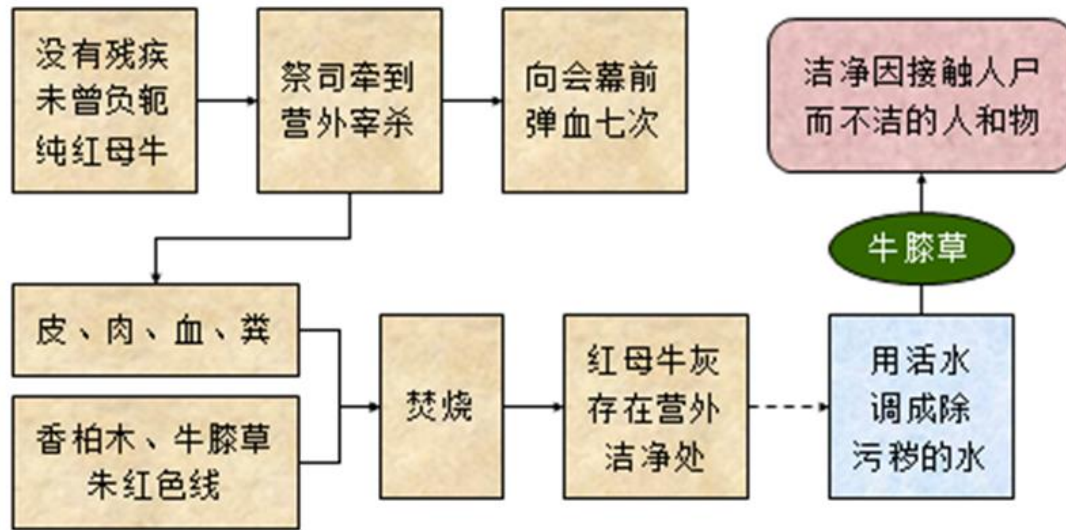 没有残疾
未曾负轭
纯红母牛
祭司牵到
营外宰杀
向会幕前
弹血七次
洁净因接触人尸
而不洁的人和物
牛膝草
皮、肉、血、粪
香柏木、牛膝草
朱红色线
焚烧
红母牛灰
存在营外
洁净处
用活水
调成除
污秽的水